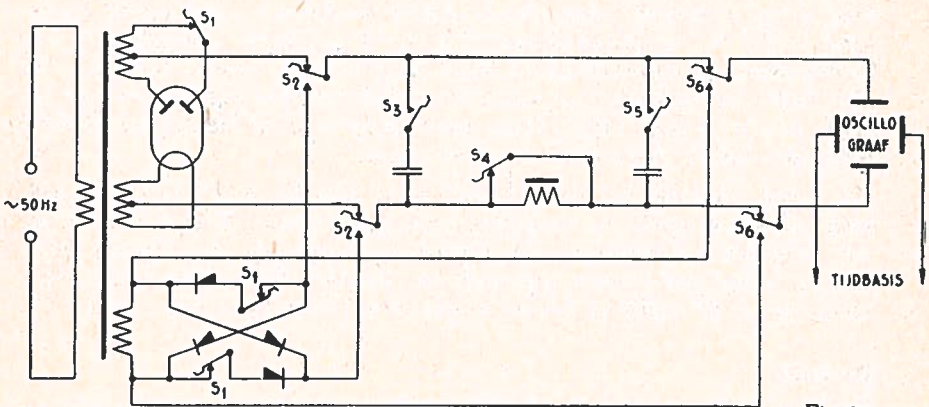 S1
S2
S6
S3
S5
OSCILLO
GRAAF
S4
~50Hz
S2
S6
S1
TIJDBASIS
S1